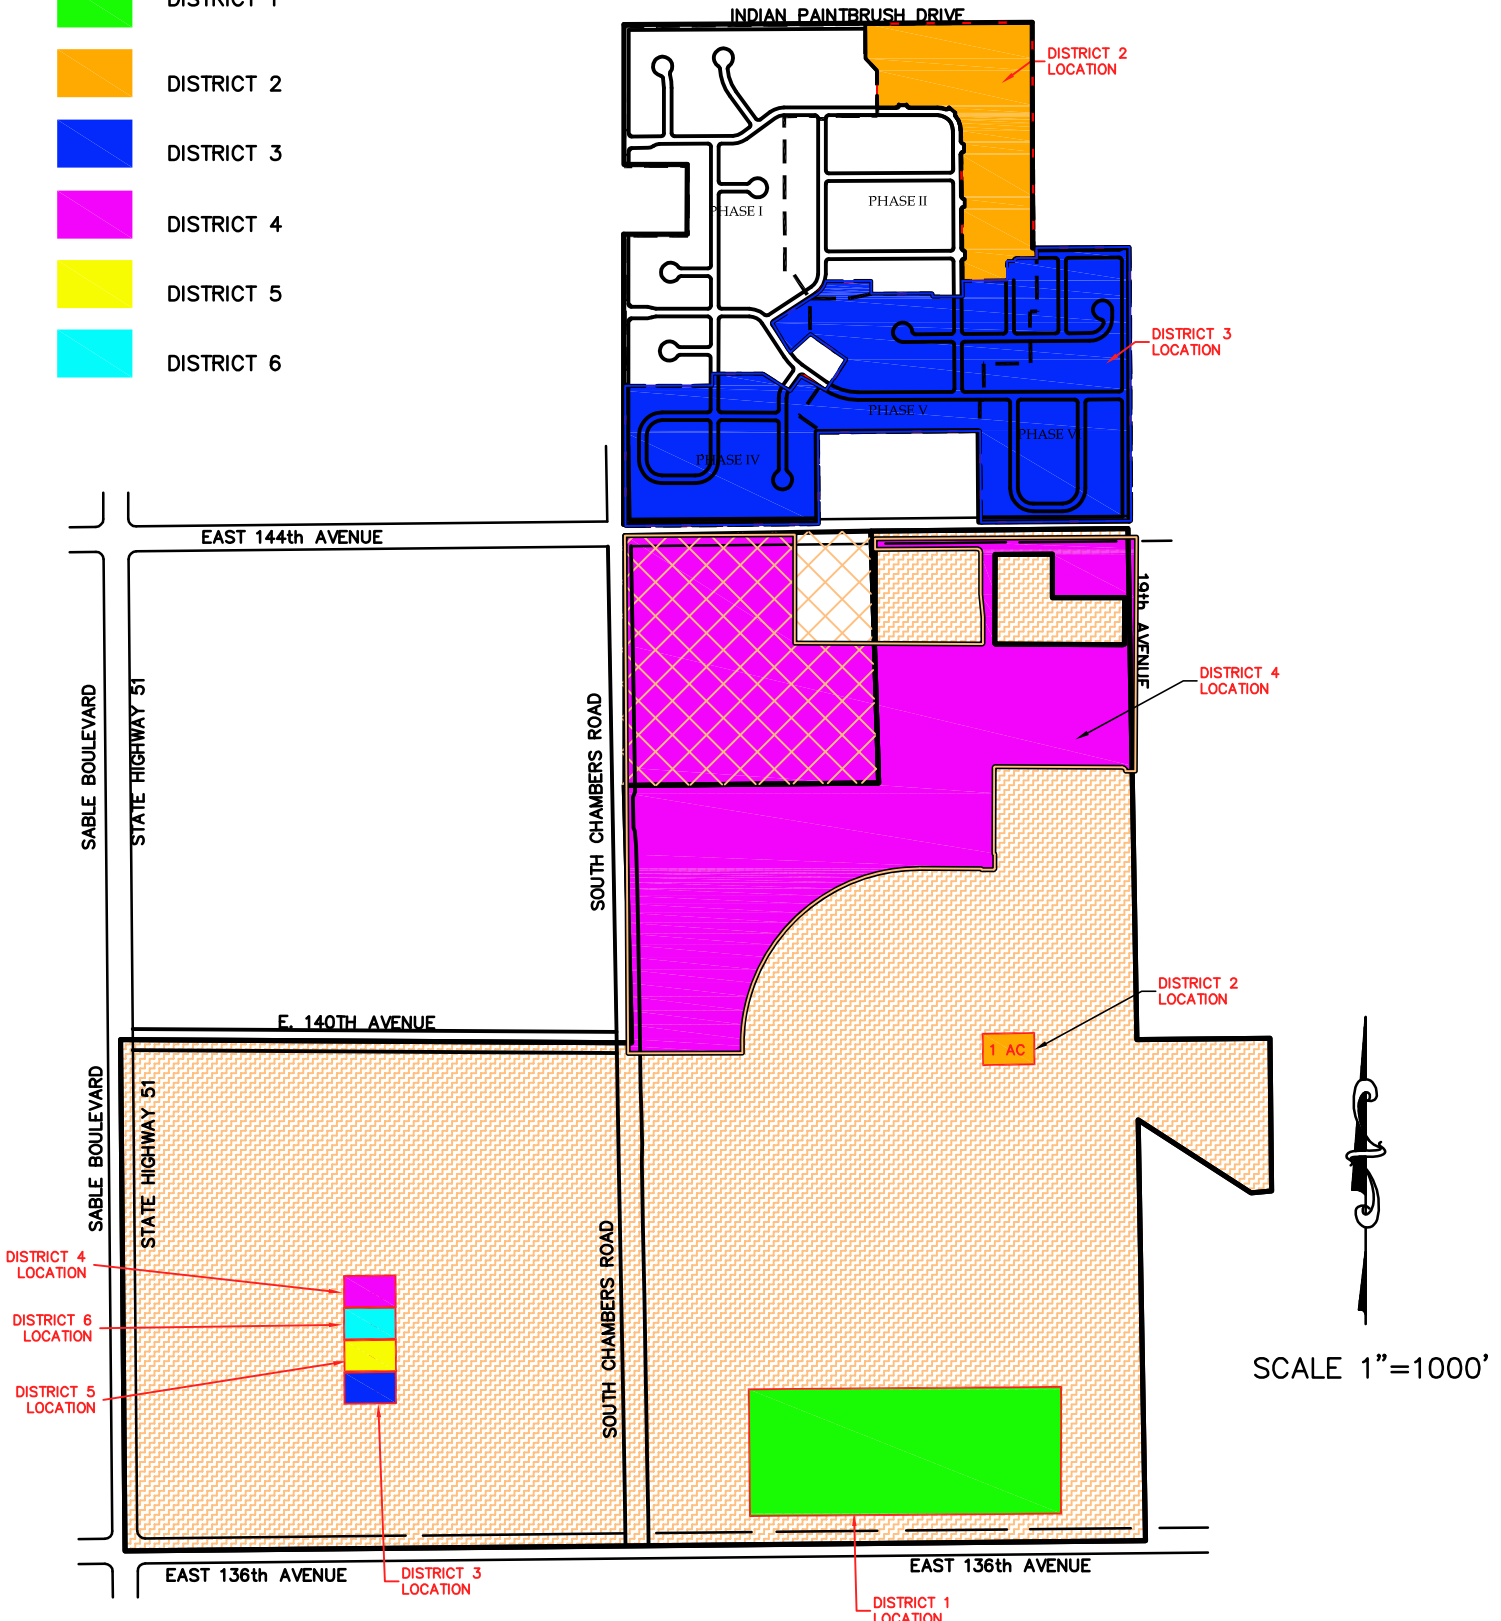 DISTRICT 1
INDIAN PAINTBRUSH DRIVE
DISTRICT 2
LOCATION
DISTRICT 2
DISTRICT 3
DISTRICT 4
DISTRICT 5
DISTRICT 6
PHASE I
PHASE II
DISTRICT 3
LOCATION
PHASE V
PHASE V
PHASE IV
EAST 144th AVENUE
19th AVENUE
DISTRICT 4
LOCATION
SABLE BOULEVARD
STATE HIGHWAY 51
SOUTH CHAMBERS ROAD
DISTRICT 2
LOCATION
E. 140TH AVENUE
1 AC
SABLE BOULEVARD
STATE HIGHWAY 51
SOUTH CHAMBERS ROAD
DISTRICT 4
LOCATION
DISTRICT 6
LOCATION
DISTRICT 5
LOCATION
SCALE 1”=1000’
EAST 136th AVENUE
EAST 136th AVENUE
DISTRICT 3
LOCATION
DISTRICT 1
LOCATION